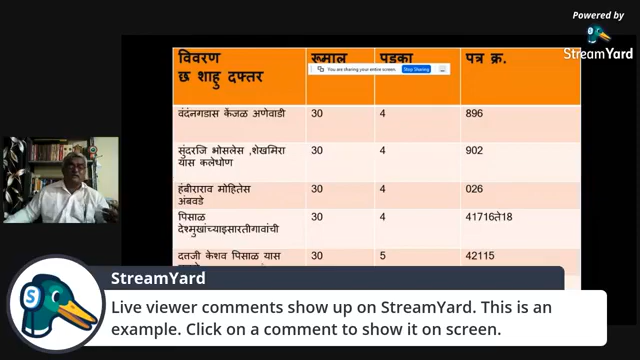 Powered by
StreamYard
विवरण
छ शाहु दफ्तर
रुमाल
पडका
पत्र क्र.
You are sharing your entire screen.
Stop Sharing
वंदंनगडास केंजळ अणेवाडी
30
4
896
सुंदरजि भोसलेस ,शेखमिरा
यास कलेधोण
30
4
902
हंबीराराव मोहितेस
अंबवडे
30
4
026
पिसाळ
देश्मुखांच्याइसारतीगावांची
30
4
41716ते18
दतजी केशव पिसाळ यास
30
5
42115
StreamYard
Live viewer comments show up on StreamYard. This is an
example. Click on a comment to show it on screen.